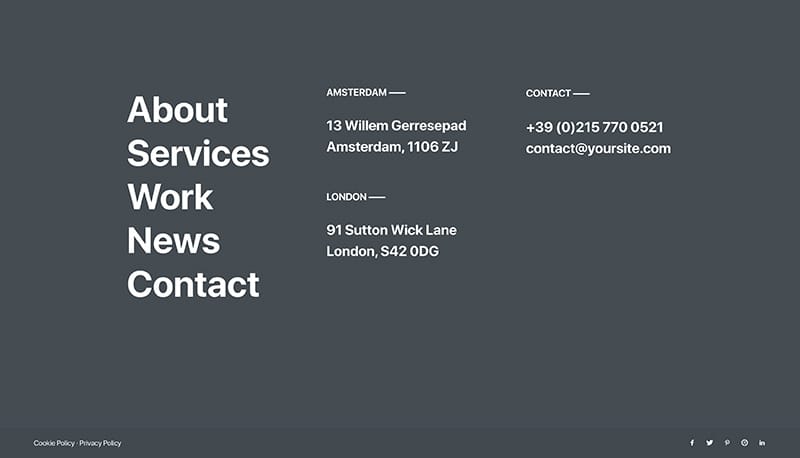 About
Services
Work
News
Contact
AMSTERDAM
13 Willem Gerresepad
Amsterdam, 1106 ZJ
LONDON
91 Sutton Wick Lane
London, S42 0DG
CONTACT
+39 (0)215 770 0521
contact@yoursite.com
Cookie Policy · Privacy Policy